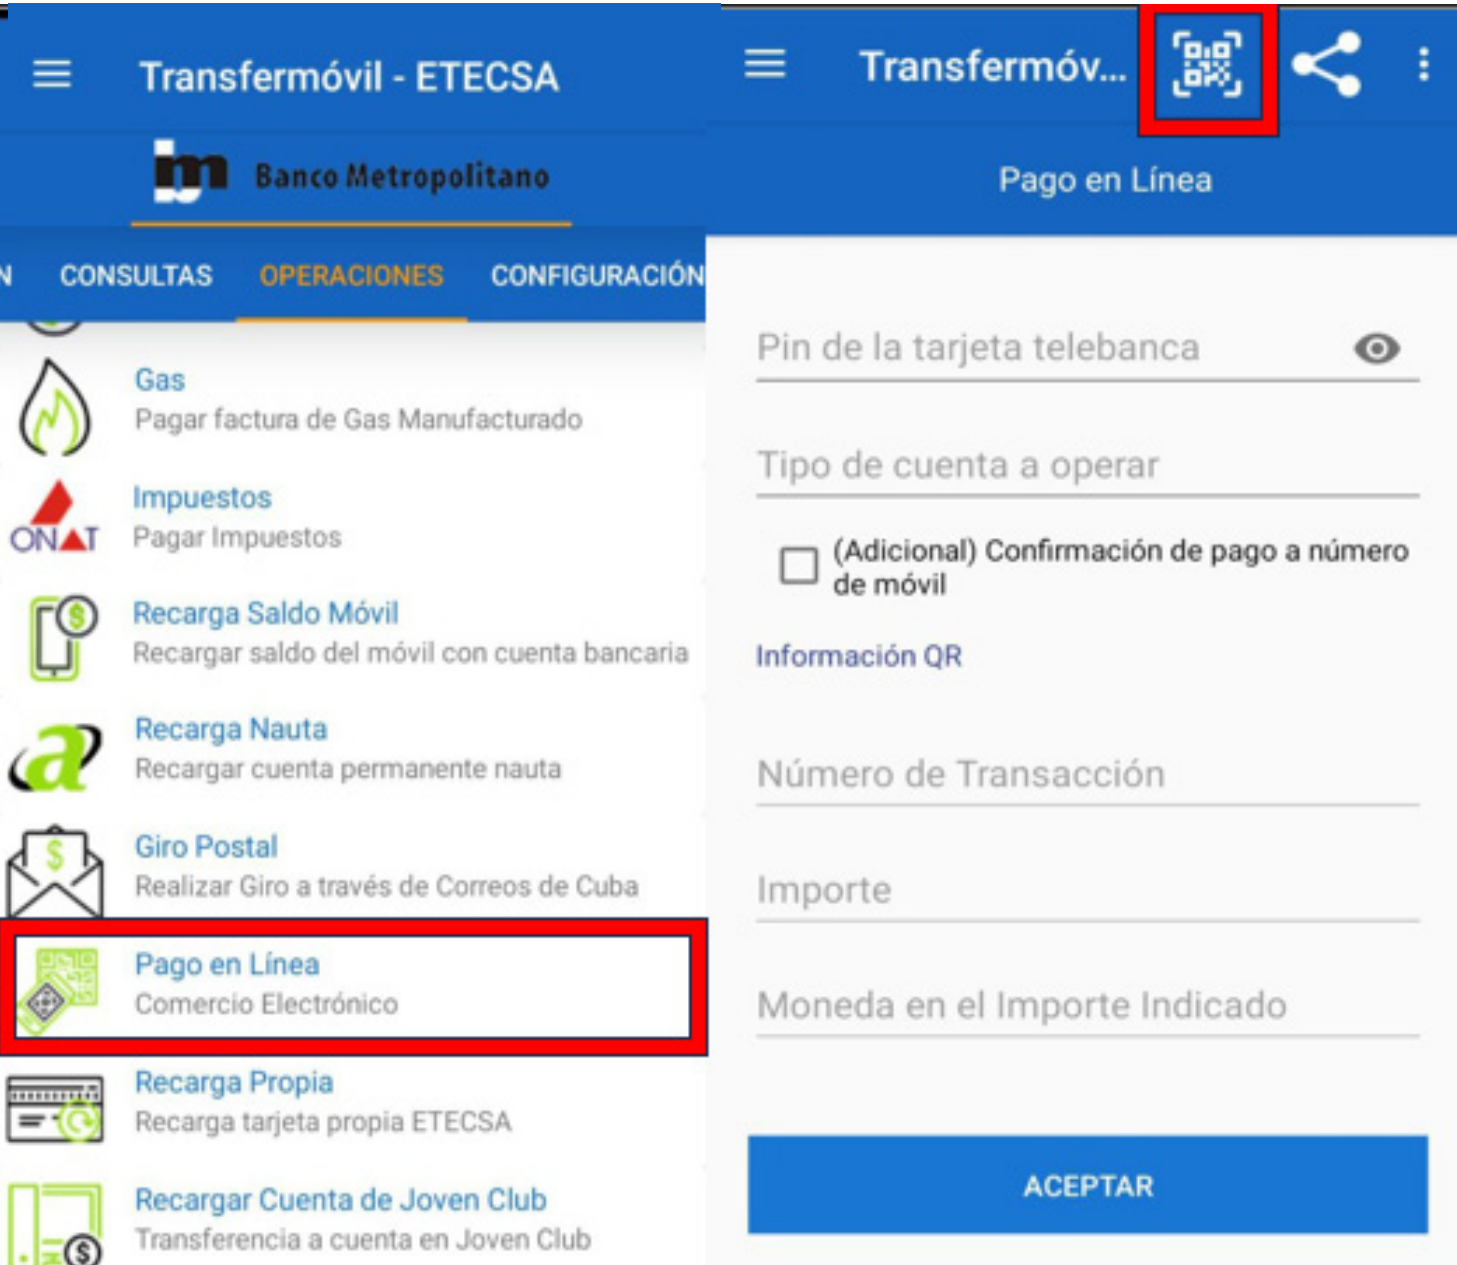 Transfermóvil - ETECSA
Banco Metropolitano
N CONSULTAS OPERACIONES CONFIGURACIÓN
Gas
Pagar factura de Gas Manufacturado
ONAT
Impuestos
Pagar Impuestos
Recarga Saldo Móvil
Recargar saldo del móvil con cuenta bancaria
Recarga Nauta
Recargar cuenta permanente nauta
Giro Postal
Realizar Giro a través de Correos de Cuba
Pago en Línea
Comercio Electrónico
Recarga Propia
Recarga tarjeta propia ETECSA
Recargar Cuenta de Joven Club
Transferencia a cuenta en Joven Club
Transfermóv...
Pago en Línea
Pin de la tarjeta telebanca
Tipo de cuenta a operar
(Adicional) Confirmación de pago a número
de móvil
Información QR
Número de Transacción
Importe
Moneda en el Importe Indicado
ACEPTAR